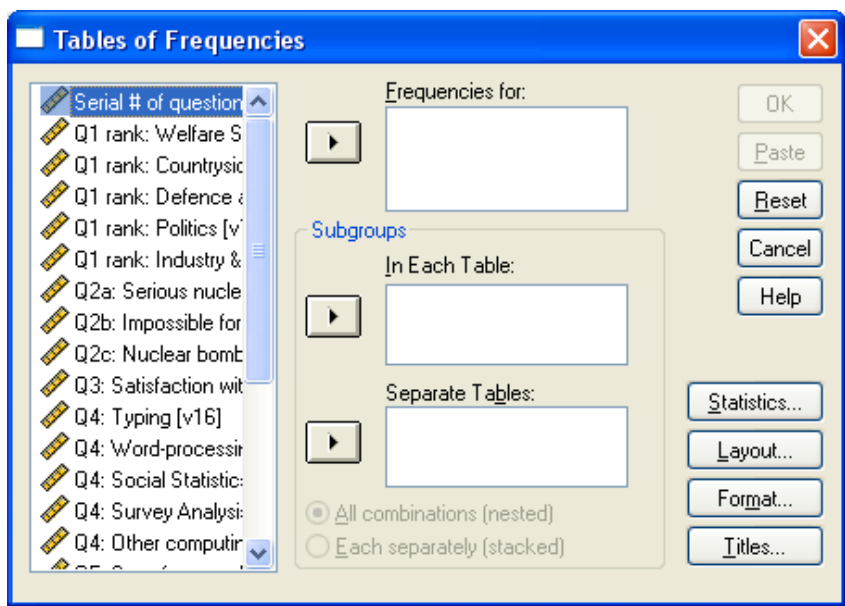 Tables of Frequencies
Serial # of question
Q1 rank: Welfare S
Q1 rank: Countrysid
Q1 rank: Defence a
Q1 rank: Politics [v
Q1 rank: Industry &
Q2a: Serious nucle
Q2b: Impossible for
Q2c: Nuclear bomb
Q3: Satisfaction wit
Q4: Typing [v16]
Q4: Word-processin
Q4: Social Statistic
Q4: Survey Analysi
Q4: Other computin
Frequencies for:
Subgroups
In Each Table:
Separate Tables:
All combinations (nested)
Each separately (stacked)
OK
Paste
Reset
Cancel
Help
Statistics...
Layout...
Format...
Titles...